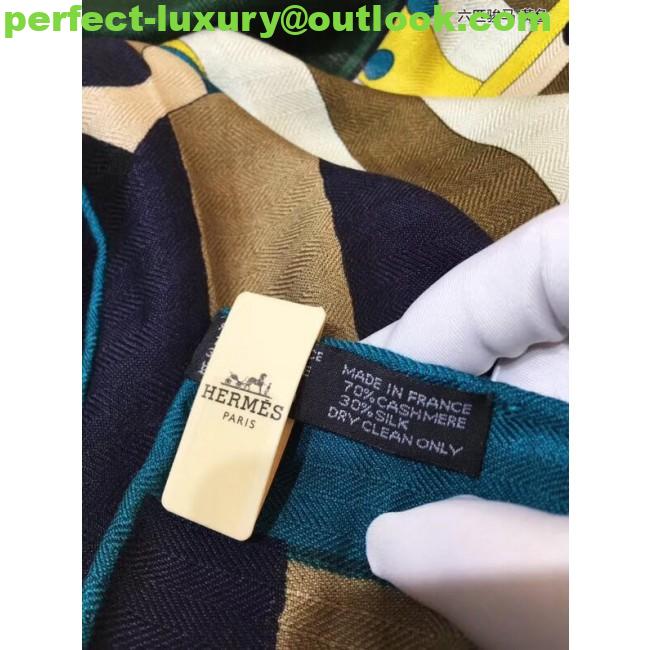 perfect-luxury@outlook.com
HERMÈS
PARIS
MADE IN FRANCE
70%CASHMERE
30%SILK
DRY CLEAN ONLY